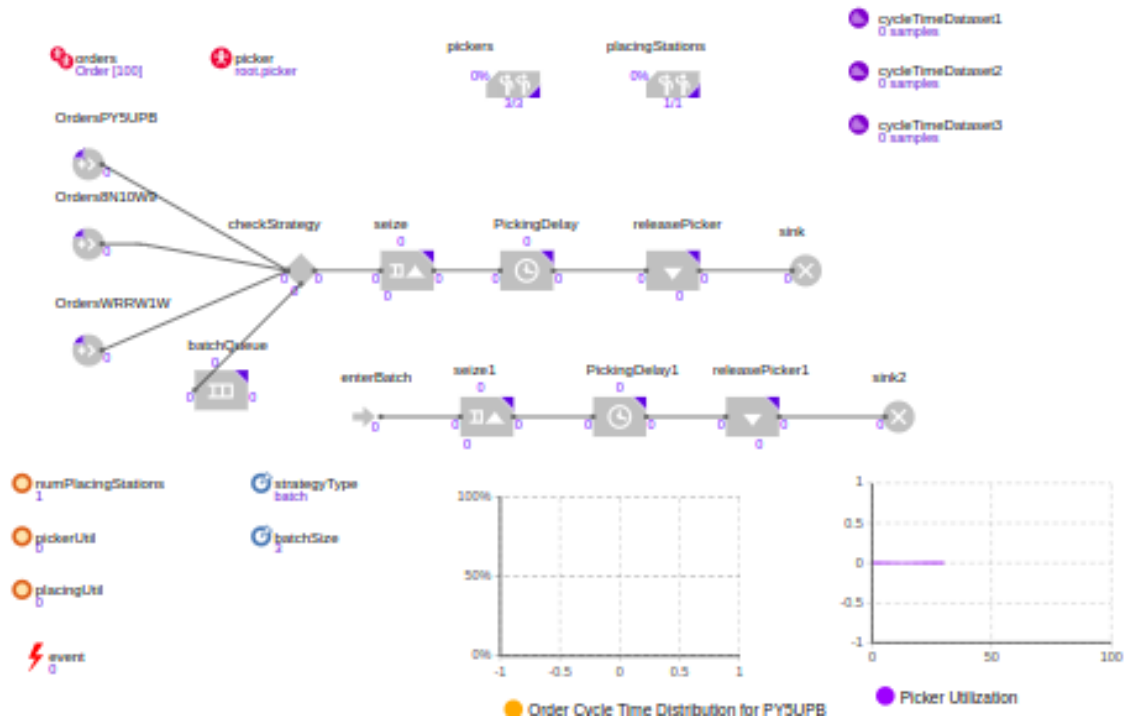 cycleTimeDataset1
0 samples
orders
Order [100]
picker
root.picker
pickers
0%
3/3
placingStations
0%
1/1
cycleTimeDataset2
0 samples
cycleTimeDataset3
0 samples
OrdersPY5UPB
0
Orders8N10W9
0
checkStrategy
0 0
0
seize
0
0 0
0
PickingDelay
0
0 0
releasePicker
0 0
0
sink
0
OrdersWRRW1W
0
batchQueue
0
0 0
enterBatch
0
seize1
0
0 0
0
PickingDelay1
0
0 0
releasePicker1
0 0
0
sink2
0
numPlacingStations
1
strategyType
batch
pickerUtil
0
batchSize
placingUtil
0
event
0
100%
50%
0%
-1 -0.5 0 0.5 1
Order Cycle Time Distribution for PY5UPB
1
0.5
0
-0.5
-1
0 50 100
Picker Utilization